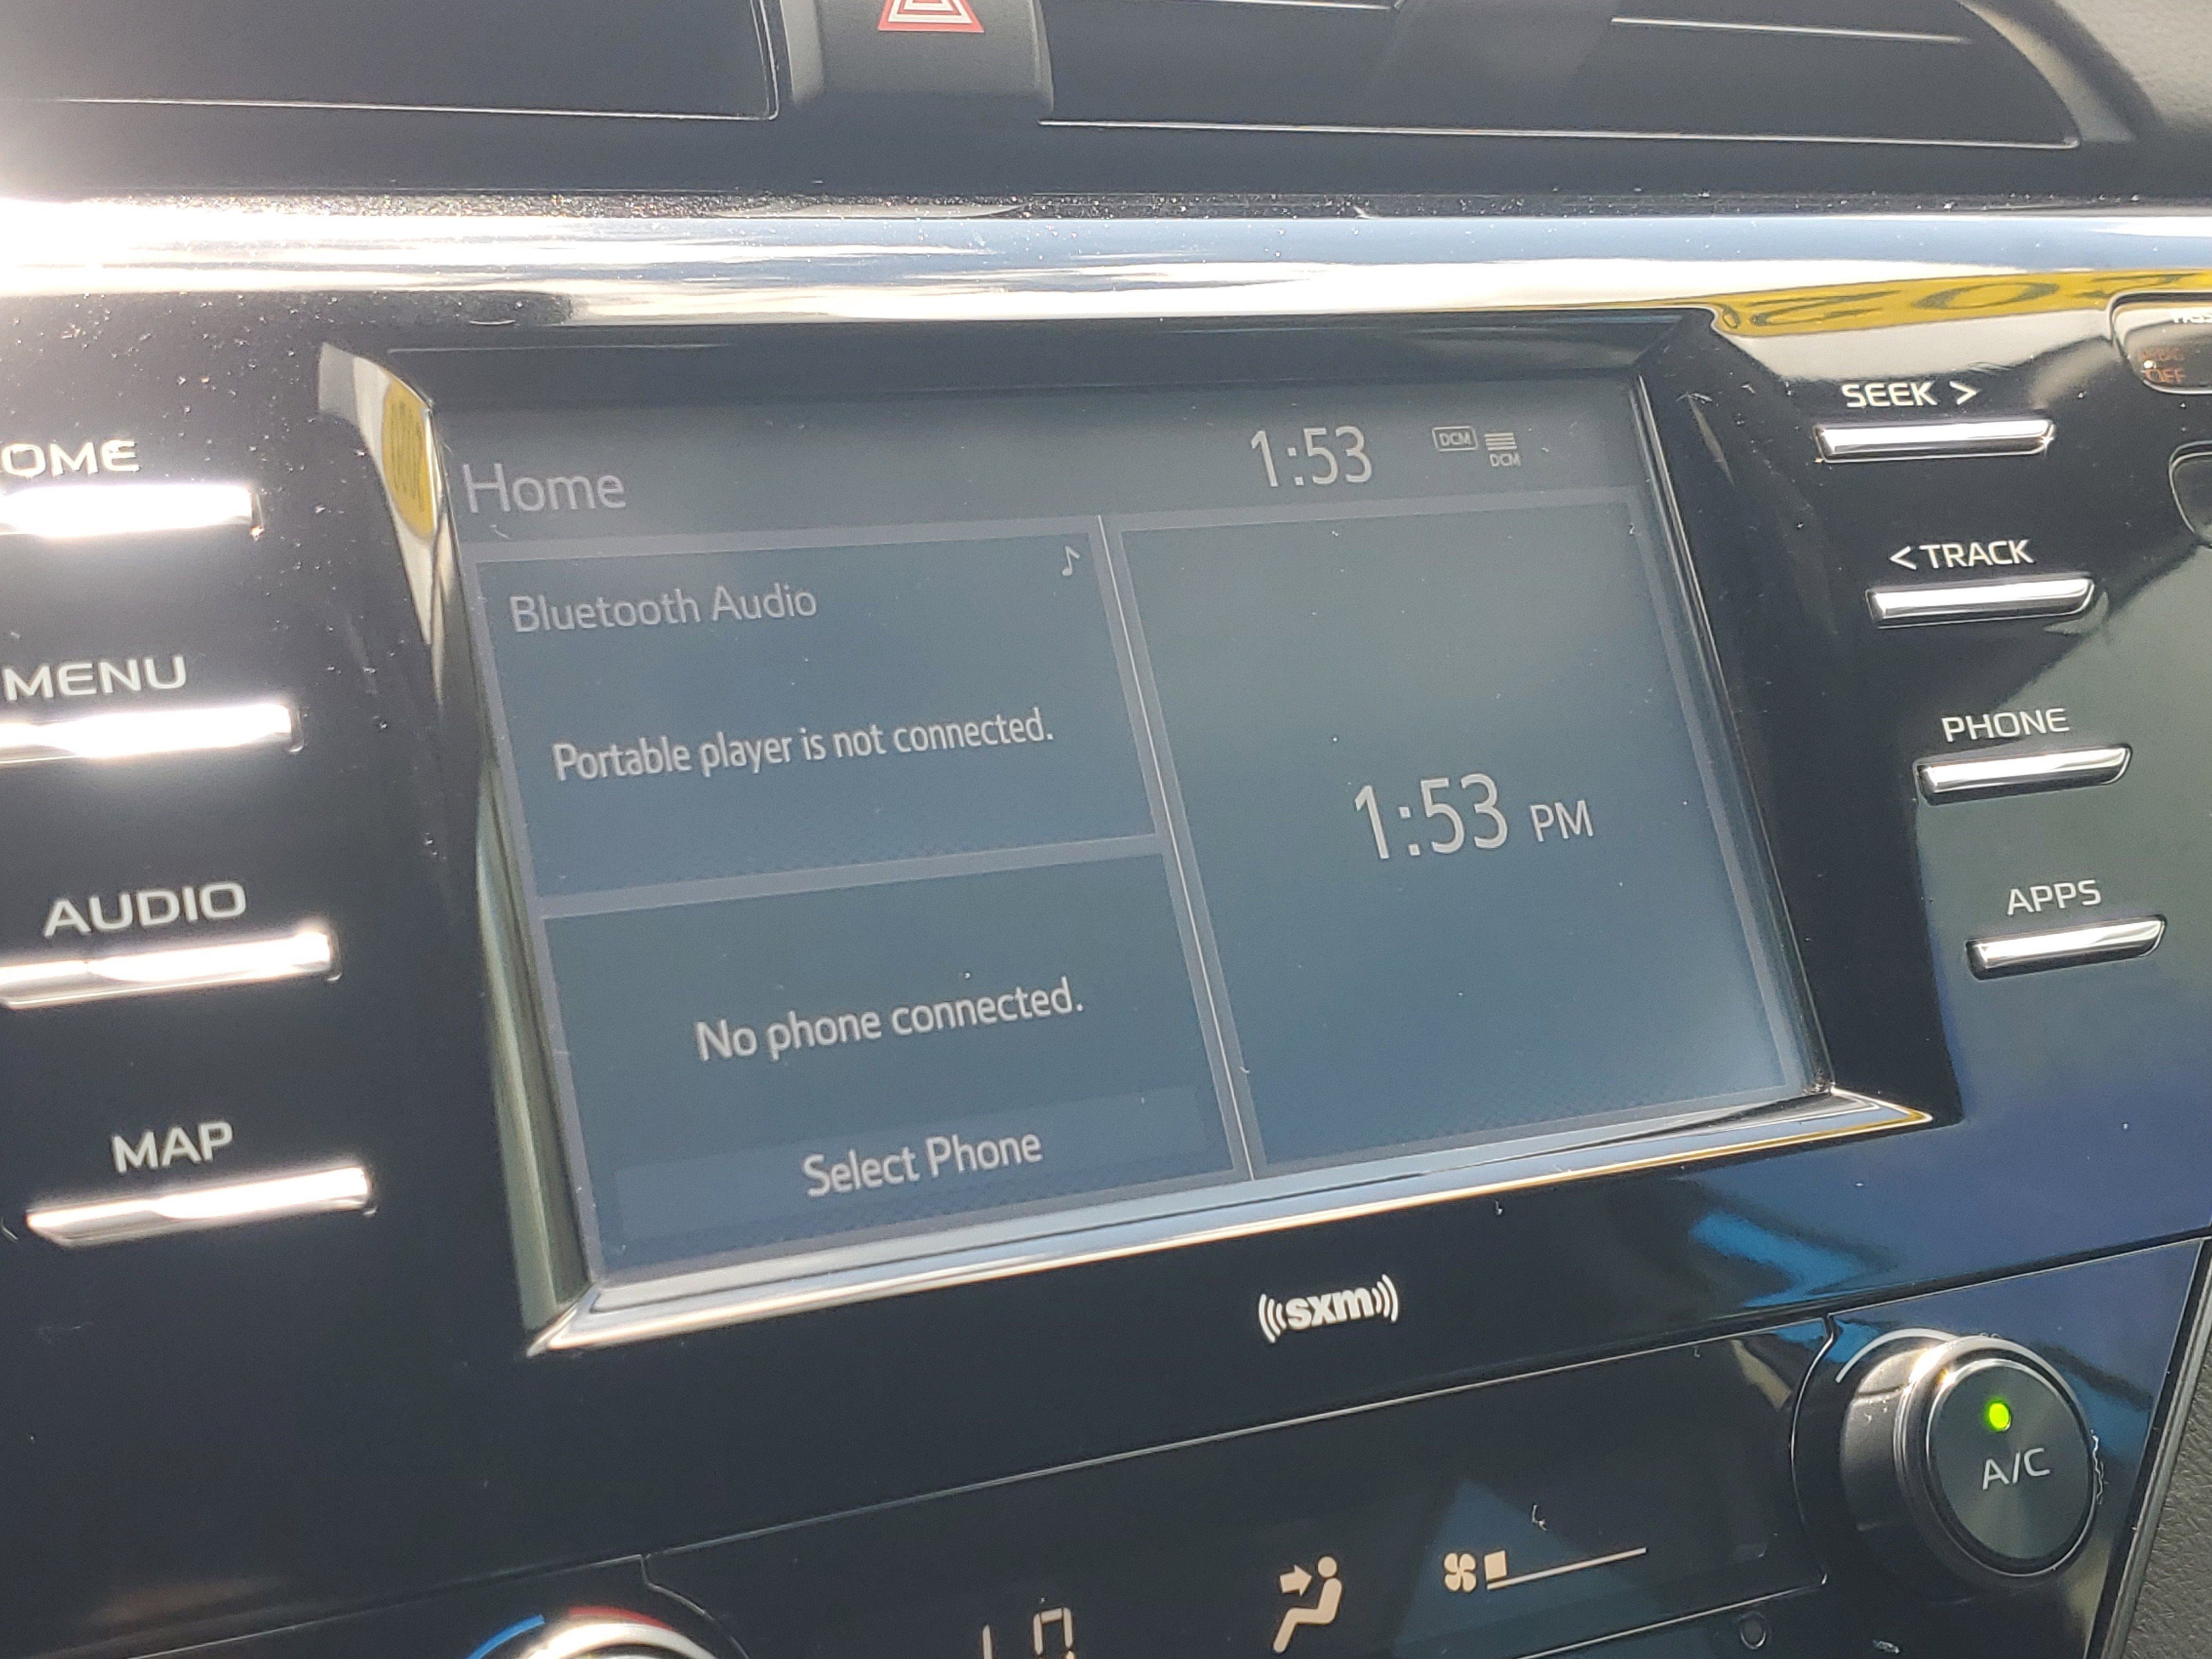 Home
1:53
DCM
DCM
Bluetooth Audio
Portable player is not connected.
1:53 PM
No phone connected.
Select Phone
OME
MENU
AUDIO
MAP
SEEK >
< TRACK
PHONE
APPS
OFF
sxm
A/C